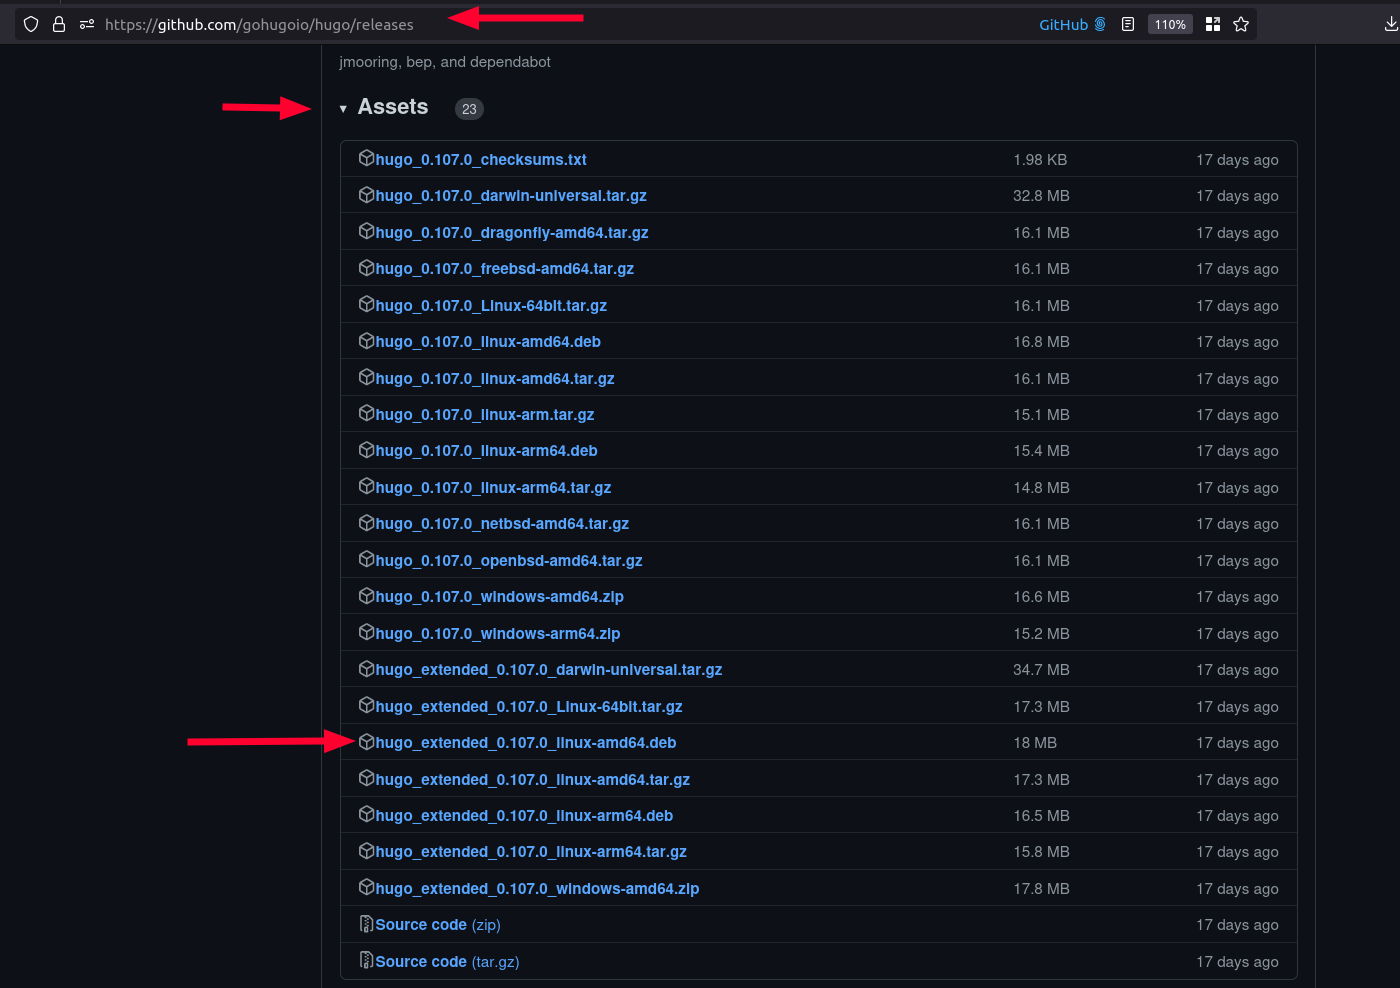 https://github.com/gohugoio/hugo/releases GitHub 110%
jmooring, bep, and dependabot
Assets 23
hugo_0.107.0_checksums.txt 1.98 KB 17 days ago
hugo_0.107.0_darwin-universal.tar.gz 32.8 MB 17 days ago
hugo_0.107.0_dragonfly-amd64.tar.gz 16.1 MB 17 days ago
hugo_0.107.0_freebsd-amd64.tar.gz 16.1 MB 17 days ago
hugo_0.107.0_Linux-64bit.tar.gz 16.1 MB 17 days ago
hugo_0.107.0_linux-amd64.deb 16.8 MB 17 days ago
hugo_0.107.0_linux-amd64.tar.gz 16.1 MB 17 days ago
hugo_0.107.0_linux-arm.tar.gz 15.1 MB 17 days ago
hugo_0.107.0_linux-arm64.deb 15.4 MB 17 days ago
hugo_0.107.0_linux-arm64.tar.gz 14.8 MB 17 days ago
hugo_0.107.0_netbsd-amd64.tar.gz 16.1 MB 17 days ago
hugo_0.107.0_openbsd-amd64.tar.gz 16.1 MB 17 days ago
hugo_0.107.0_windows-amd64.zip 16.6 MB 17 days ago
hugo_0.107.0_windows-arm64.zip 15.2 MB 17 days ago
hugo_extended_0.107.0_darwin-universal.tar.gz 34.7 MB 17 days ago
hugo_extended_0.107.0_Linux-64bit.tar.gz 17.3 MB 17 days ago
hugo_extended_0.107.0_linux-amd64.deb 18 MB 17 days ago
hugo_extended_0.107.0_linux-amd64.tar.gz 17.3 MB 17 days ago
hugo_extended_0.107.0_linux-arm64.deb 16.5 MB 17 days ago
hugo_extended_0.107.0_linux-arm64.tar.gz 15.8 MB 17 days ago
hugo_extended_0.107.0_windows-amd64.zip 17.8 MB 17 days ago
Source code (zip) 17 days ago
Source code (tar.gz) 17 days ago